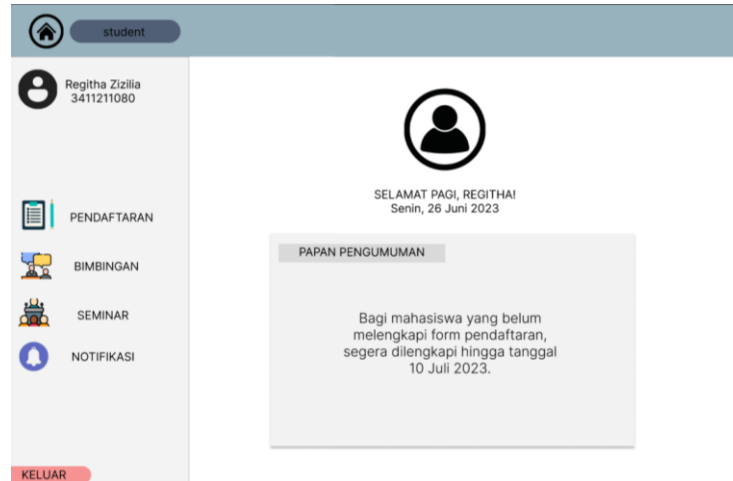 student
Regitha Zizilia
3411211080
PENDAFTARAN
BIMBINGAN
SEMINAR
NOTIFIKASI
KELUAR
SELAMAT PAGI, REGITHA!
Senin, 26 Juni 2023
PAPAN PENGUMUMAN
Bagi mahasiswa yang belum
melengkapi form pendaftaran,
segera dilengkapi hingga tanggal
10 Juli 2023.